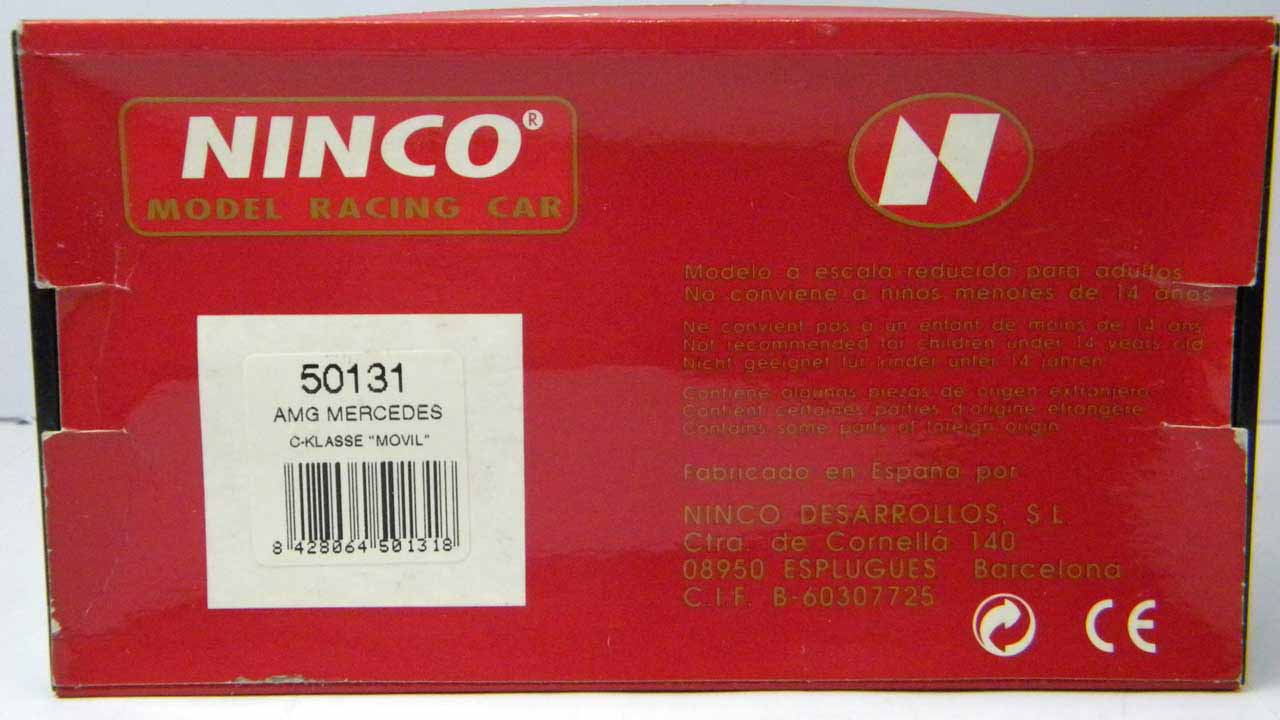 NINCO®
MODEL RACING CAR
N
50131
AMG MERCEDES
C-KLASSE "MOVIL"
8 428064 501318
Modelo a escala reducida para adultos
No conviene a niños menores de 14 años
Ne convient pas a un enfant de moins de 14 ans
Not recommended for children under 14 years old
Nicht geeignet für kinder unter 14 jahren
Contiene algunas piezas de origen extranjero
Contient certaines parties d'origine etrangere
Contains some parts of foreign origin
Fabricado en España por
NINCO DESARROLLOS, S L
Ctra. de Cornellá 140
08950 ESPLUGUES Barcelona
C.I.F. B-60307725
CE